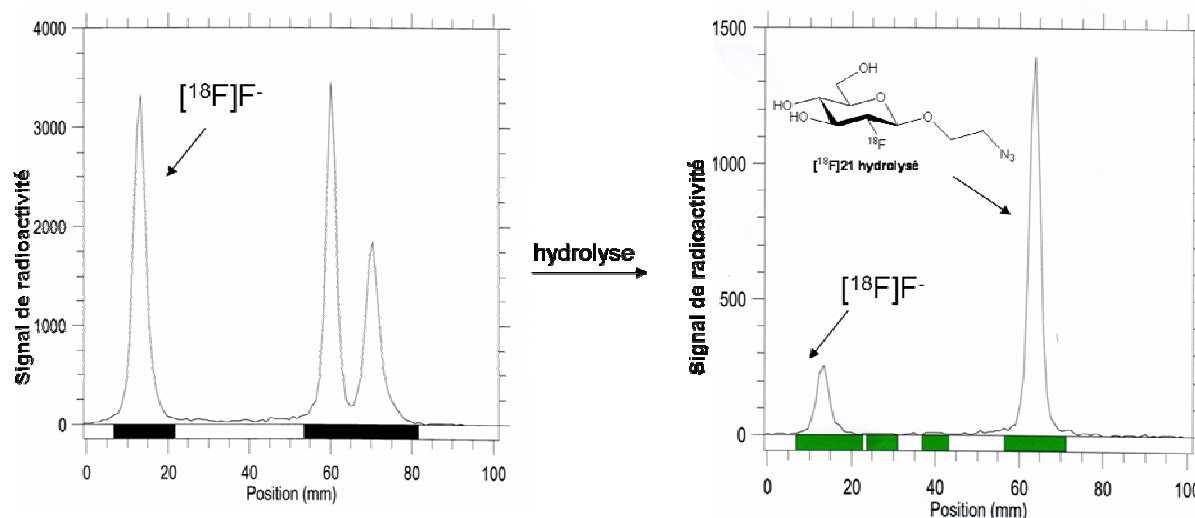 4000
3000
2000
1000
0
Signal de radioactivité
[¹⁸F]F⁻
0 20 40 60 80 100
Position (mm)
hydrolyse
1500
1000
500
0
Signal de radioactivité
OH
HO
HO
O
O
¹⁸F
N₃
[¹⁸F]21 hydrolysé
[¹⁸F]F⁻
0 20 40 60 80 100
Position (mm)